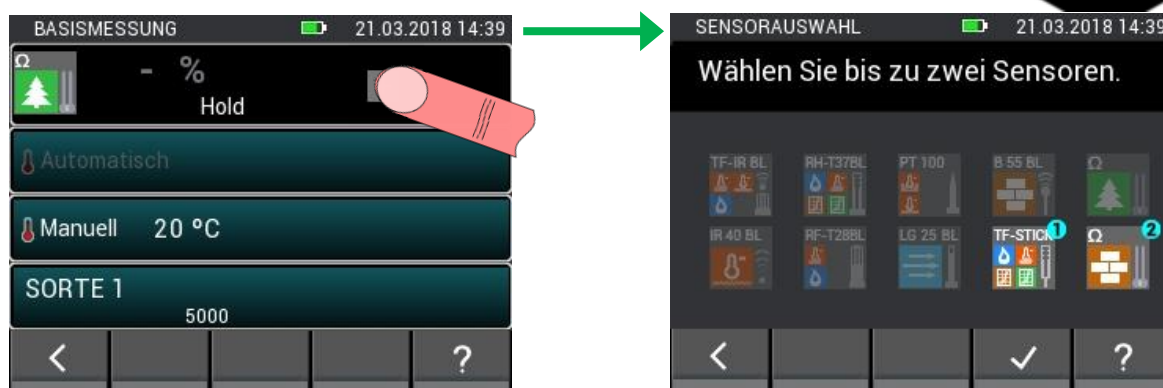 BASISMESSUNG 21.03.2018 14:39
Ω
- %
Hold
Automatisch
Manuell 20 ºC
SORTE 1
5000
< ?
SENSORAUSWAHL 21.03.2018 14:39
Wählen Sie bis zu zwei Sensoren.
TF-IR BL RH-T37BL PT 100 B 55 BL Ω
IR 40 BL RF-T28BL LG 25 BL TF-STICK 1 Ω 2
< ✓ ?